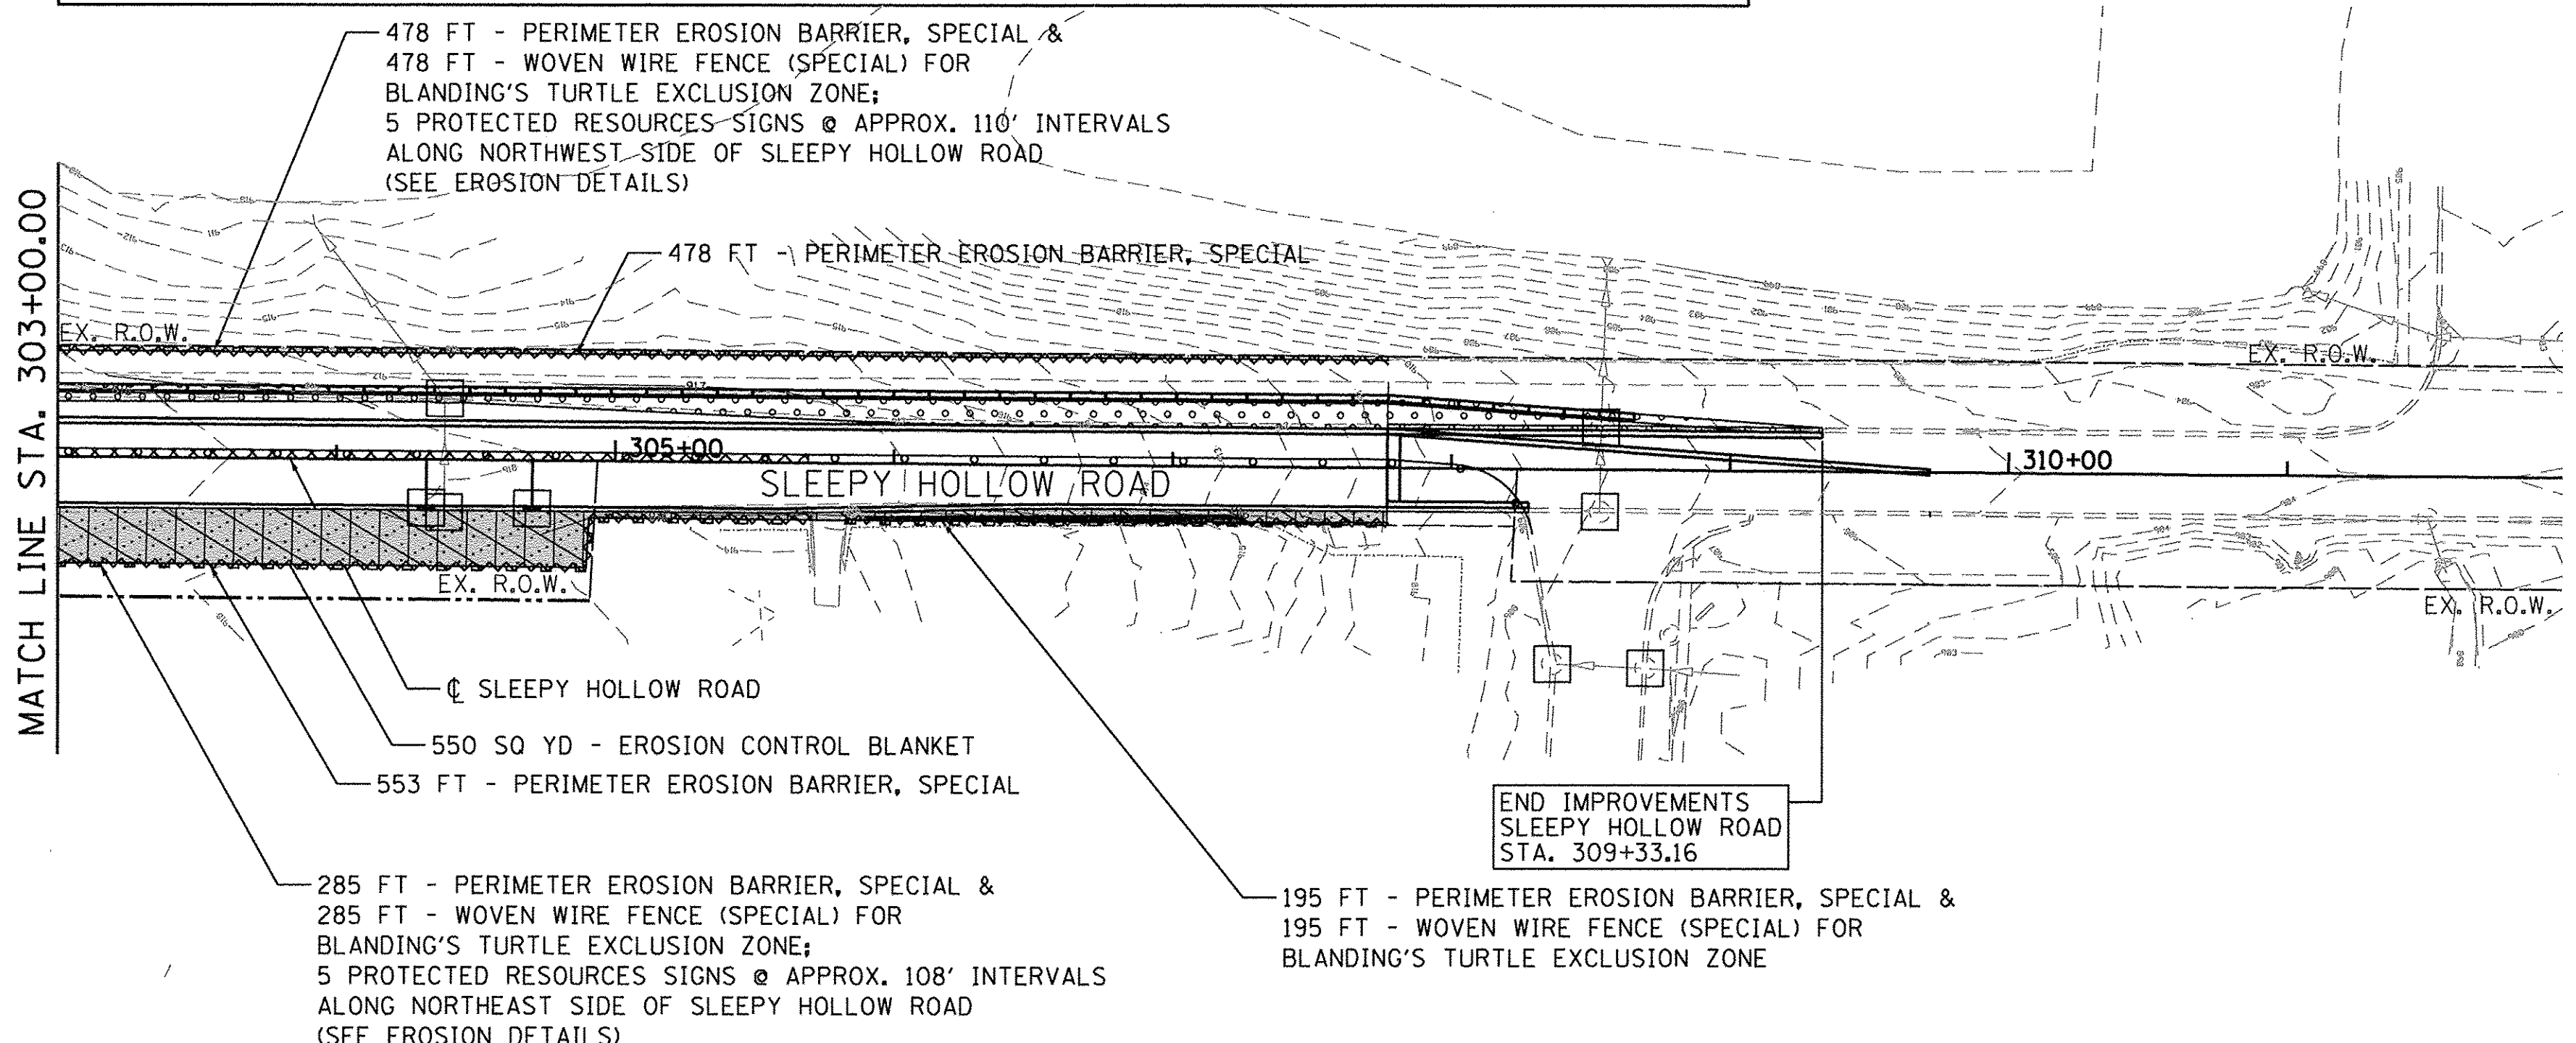 478 FT - PERIMETER EROSION BARRIER, SPECIAL &
478 FT - WOVEN WIRE FENCE (SPECIAL) FOR
BLANDING'S TURTLE EXCLUSION ZONE;
5 PROTECTED RESOURCES SIGNS @ APPROX. 110' INTERVALS
ALONG NORTHWEST SIDE OF SLEEPY HOLLOW ROAD
(SEE EROSION DETAILS)
MATCH LINE STA. 303+00.00
478 FT - PERIMETER EROSION BARRIER, SPECIAL
EX. R.O.W.
EX. R.O.W.
305+00
310+00
SLEEPY HOLLOW ROAD
EX. R.O.W.
EX. R.O.W.
℄ SLEEPY HOLLOW ROAD
550 SQ YD - EROSION CONTROL BLANKET
553 FT - PERIMETER EROSION BARRIER, SPECIAL
END IMPROVEMENTS
SLEEPY HOLLOW ROAD
STA. 309+33.16
285 FT - PERIMETER EROSION BARRIER, SPECIAL &
285 FT - WOVEN WIRE FENCE (SPECIAL) FOR
BLANDING'S TURTLE EXCLUSION ZONE;
5 PROTECTED RESOURCES SIGNS @ APPROX. 108' INTERVALS
ALONG NORTHEAST SIDE OF SLEEPY HOLLOW ROAD
(SEE EROSION DETAILS)
195 FT - PERIMETER EROSION BARRIER, SPECIAL &
195 FT - WOVEN WIRE FENCE (SPECIAL) FOR
BLANDING'S TURTLE EXCLUSION ZONE